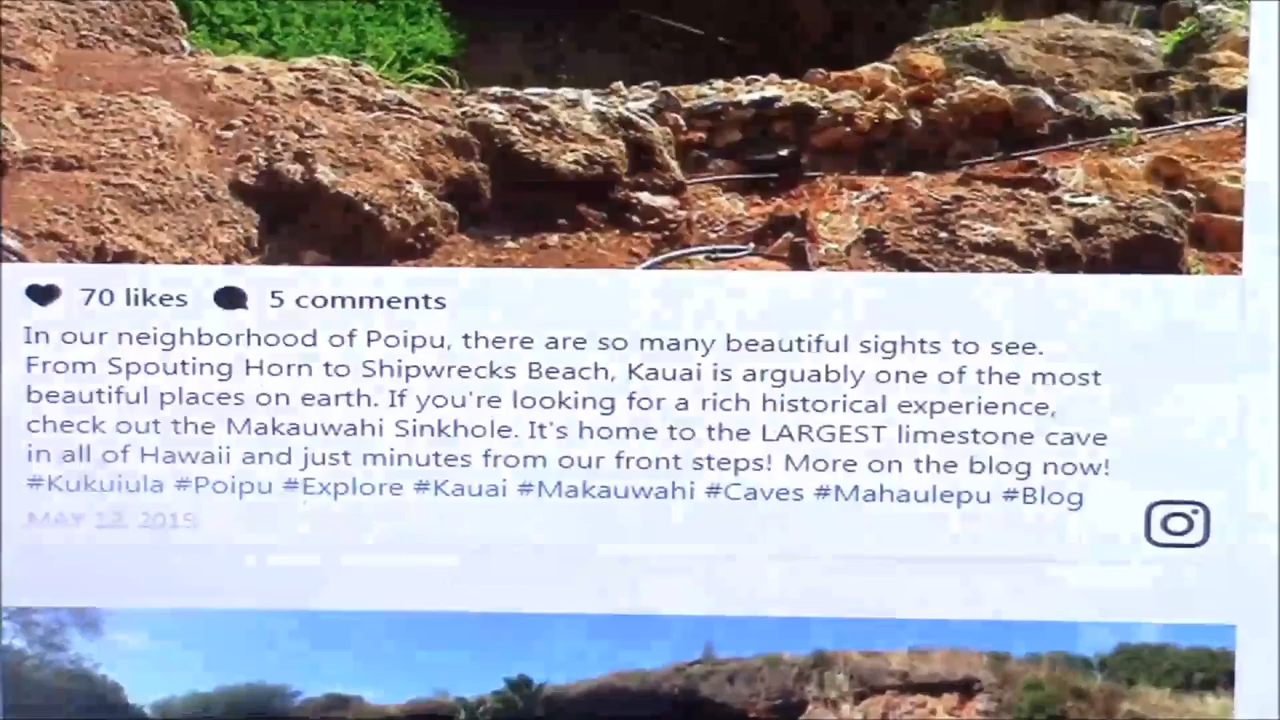 70 likes 5 comments
In our neighborhood of Poipu, there are so many beautiful sights to see.
From Spouting Horn to Shipwrecks Beach, Kauai is arguably one of the most
beautiful places on earth. If you're looking for a rich historical experience,
check out the Makauwahi Sinkhole. It's home to the LARGEST limestone cave
in all of Hawaii and just minutes from our front steps! More on the blog now!
#Kukuiula #Poipu #Explore #Kauai #Makauwahi #Caves #Mahaulepu #Blog
MAY 12, 2015